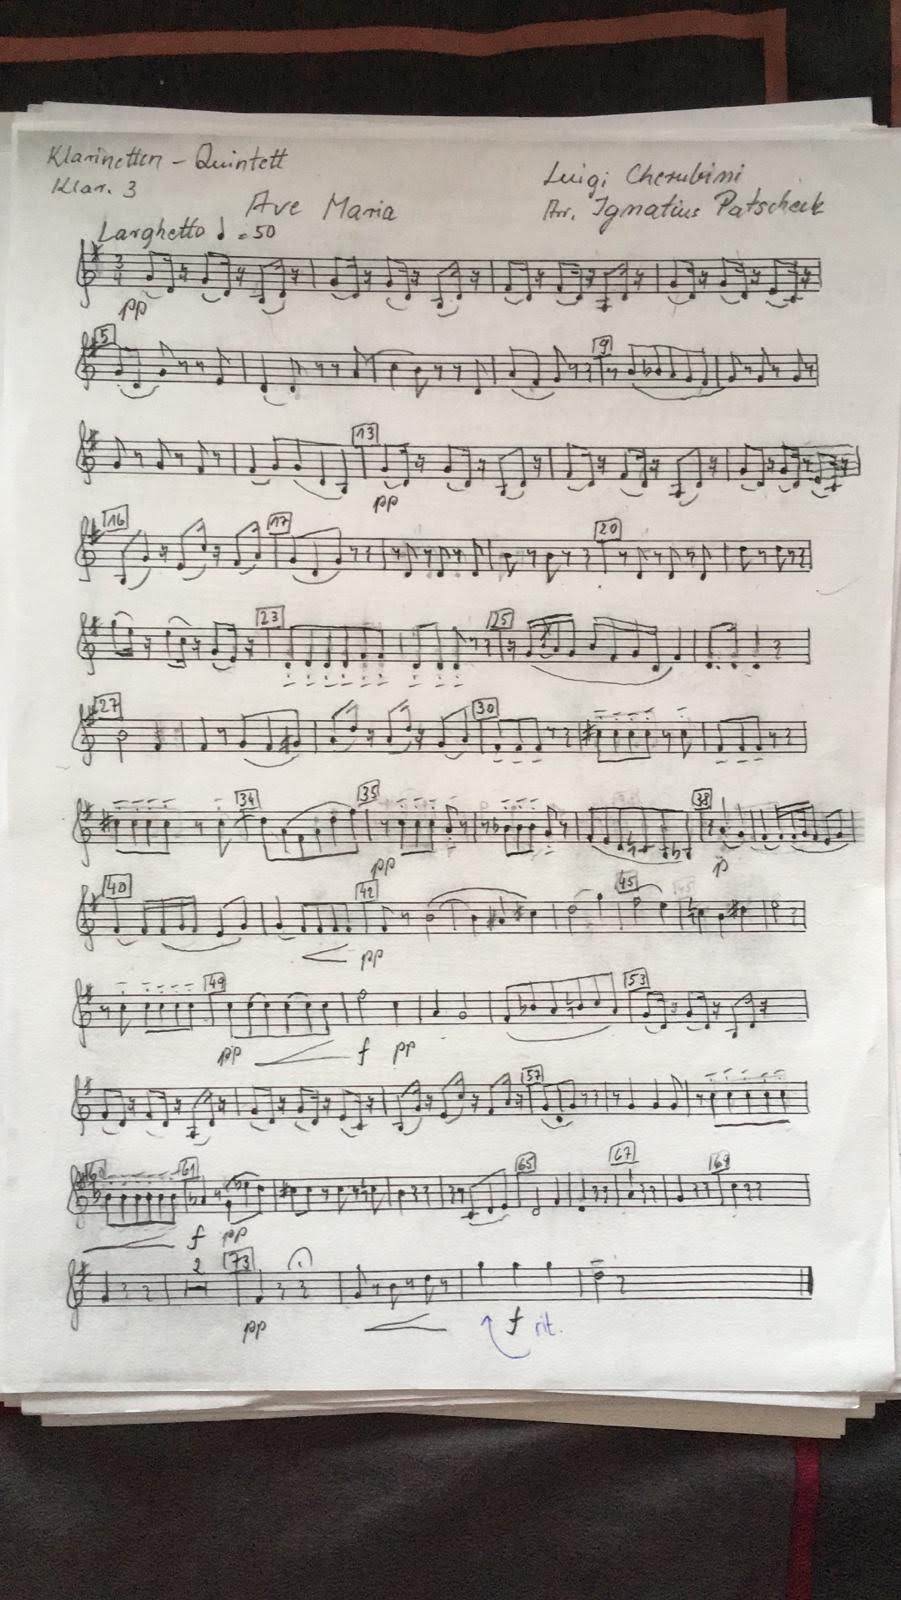 Klarinetten - Quintett
Klar. 3
Luigi Cherubini
Ave Maria
Arr. Ignatius Patscheck
Larghetto ♩ = 50
3
4
pp
5
9
13
pp
16
17
20
23
25
27
30
34
35
38
pp
p
40
42
45
45
pp
49
53
pp
f
pp
57
60
61
65
67
69
f
pp
2
73
pp
f
rit.